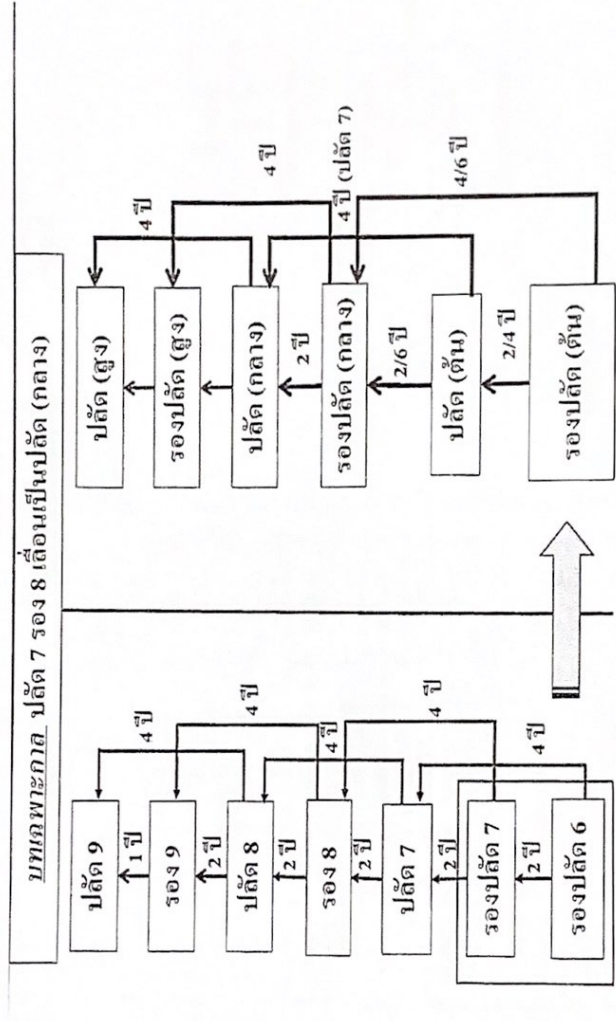 บทเฉพาะกาล ปลัด 7 รอง 8 เลื่อนเป็นปลัด (กลาง)
ปลัด 9
1 ปี
รอง 9
2 ปี
ปลัด 8
2 ปี
รอง 8
2 ปี
ปลัด 7
2 ปี
รองปลัด 7
2 ปี
รองปลัด 6
4 ปี
4 ปี
4 ปี
4 ปี
4 ปี
ปลัด (สูง)
รองปลัด (สูง)
ปลัด (กลาง)
2 ปี
รองปลัด (กลาง)
2/6 ปี
ปลัด (ต้น)
2/4 ปี
รองปลัด (ต้น)
4 ปี
4 ปี
4 ปี (ปลัด 7)
4/6 ปี